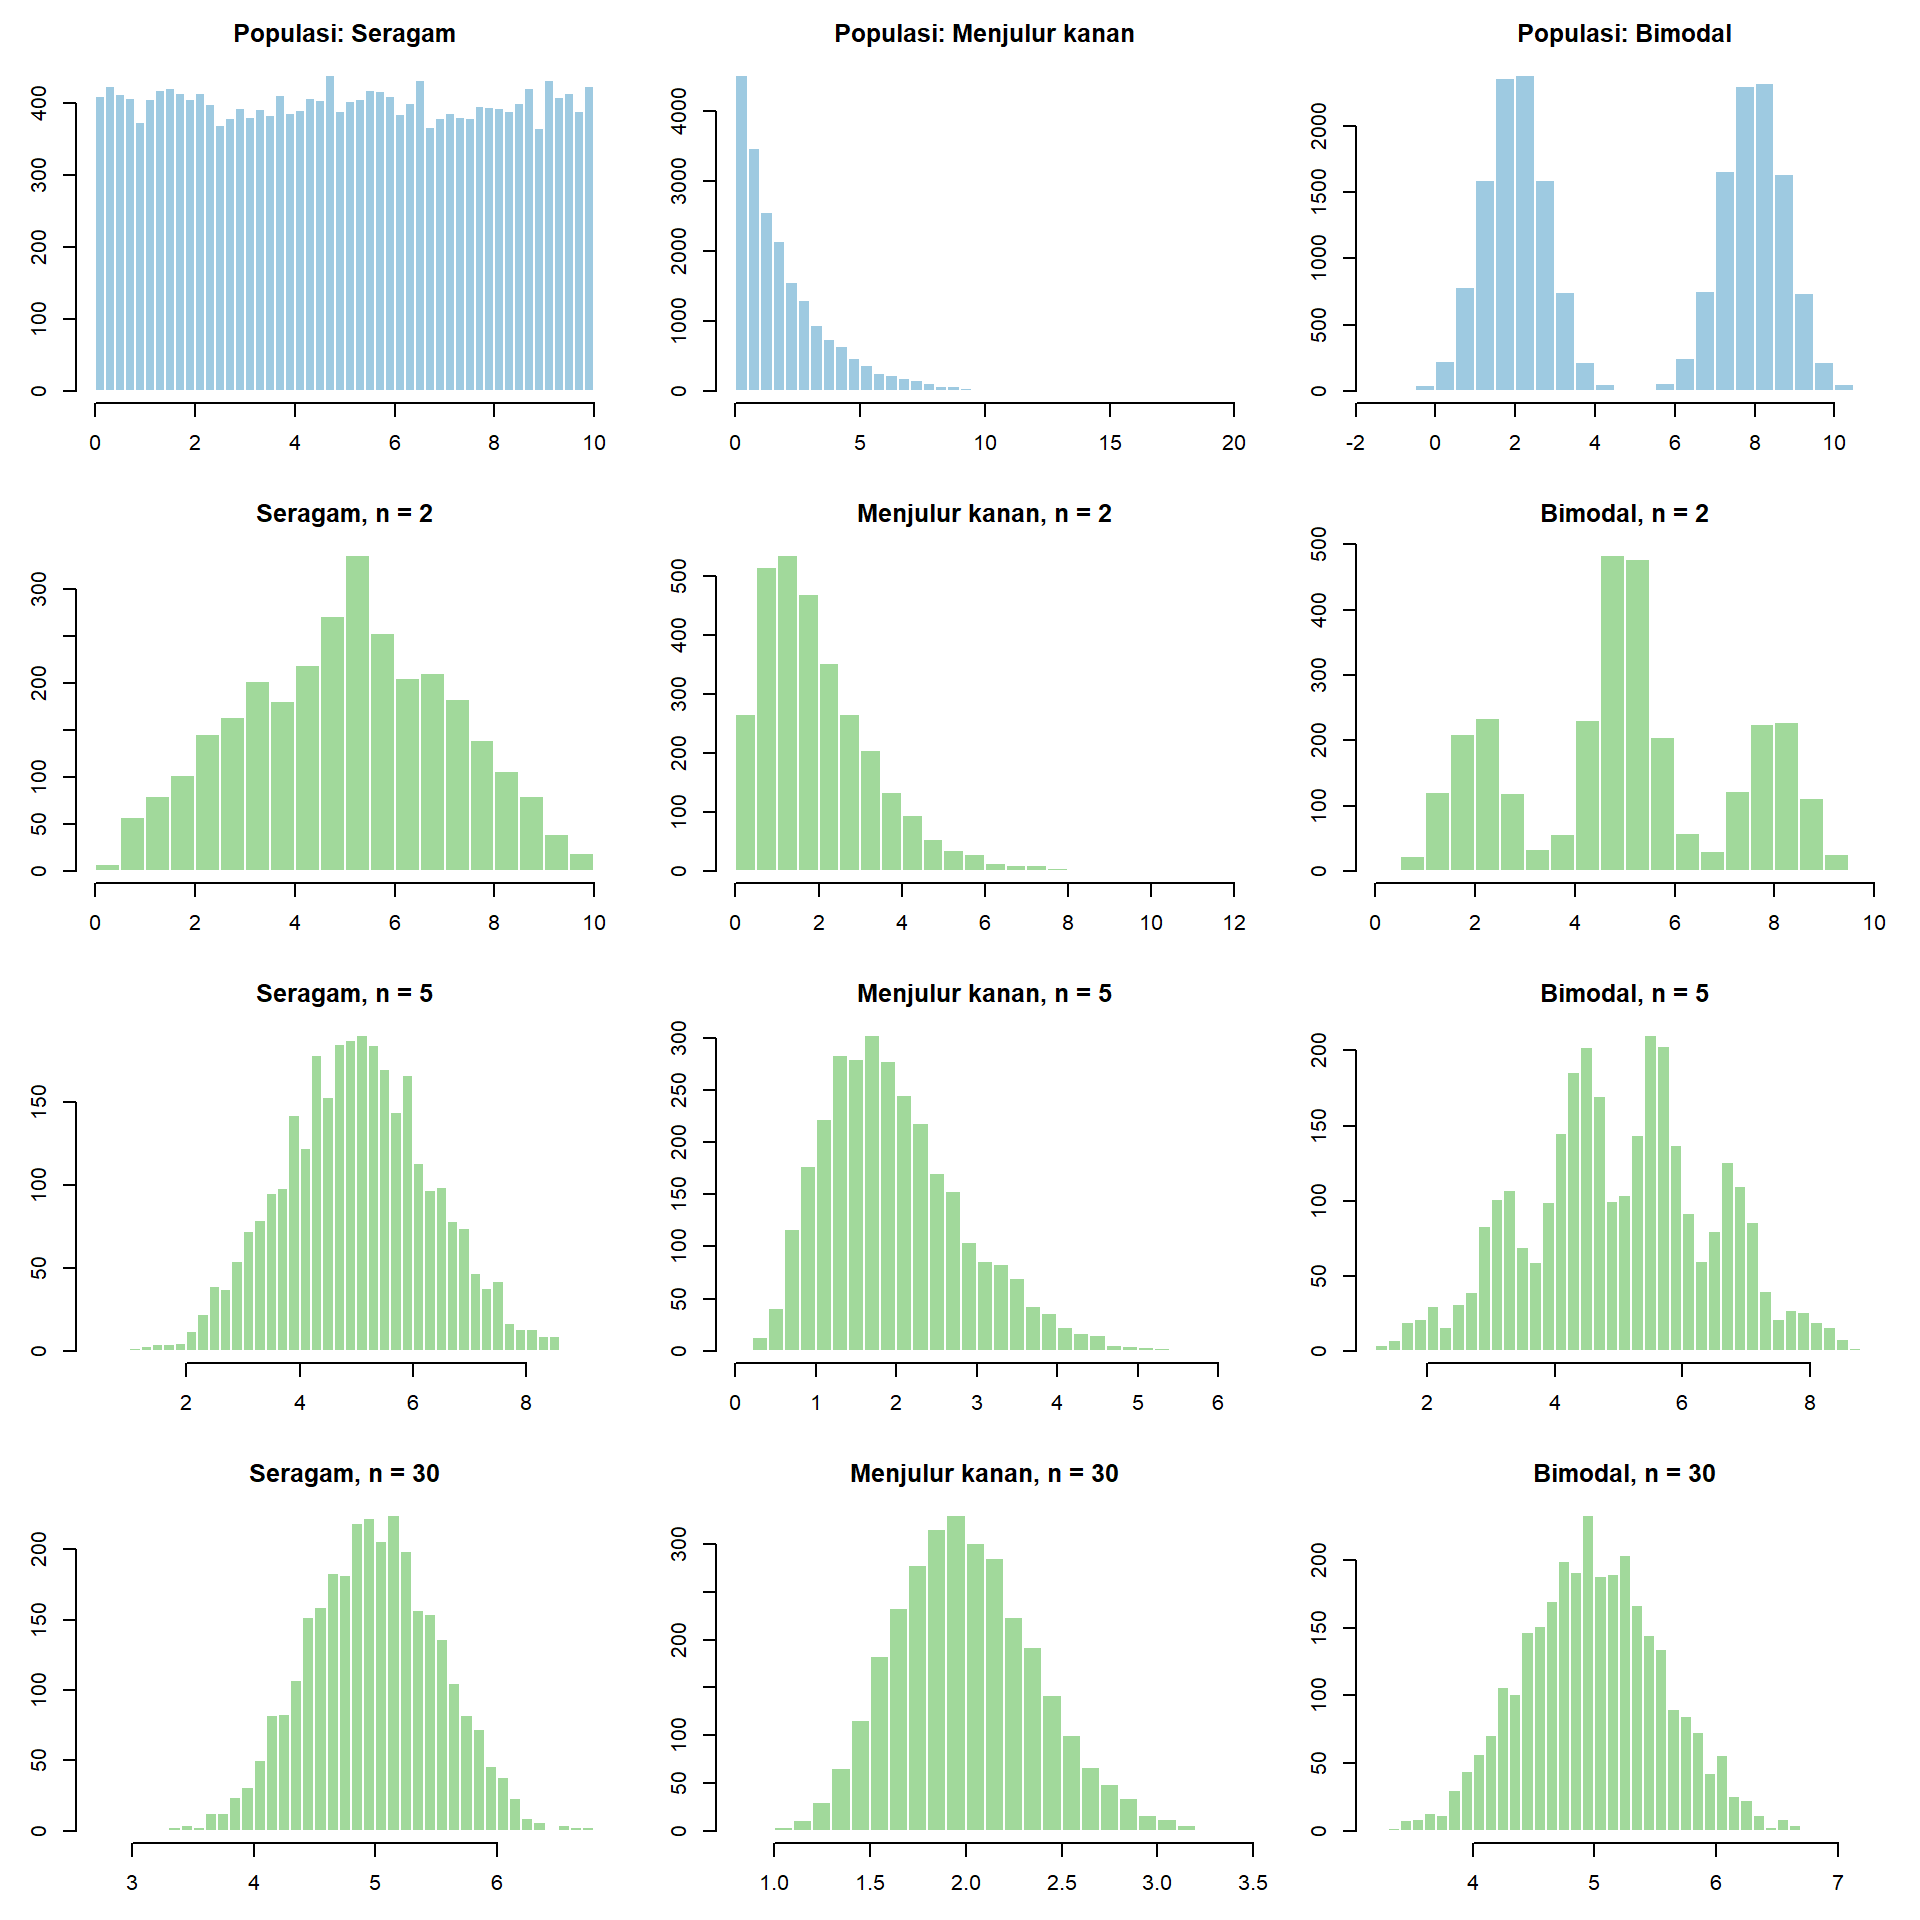 Populasi: Seragam
400
300
200
100
0
0 2 4 6 8 10
Populasi: Menjulur kanan
4000
3000
2000
1000
0
0 5 10 15 20
Populasi: Bimodal
2000
1500
1000
500
0
-2 0 2 4 6 8 10
Seragam, n = 2
300
200
100
50
0
0 2 4 6 8 10
Menjulur kanan, n = 2
500
400
300
200
100
0
0 2 4 6 8 10 12
Bimodal, n = 2
500
400
300
200
100
0
0 2 4 6 8 10
Seragam, n = 5
150
100
50
0
2 4 6 8
Menjulur kanan, n = 5
300
250
200
150
100
50
0
0 1 2 3 4 5 6
Bimodal, n = 5
200
150
100
50
0
2 4 6 8
Seragam, n = 30
200
150
100
50
0
3 4 5 6
Menjulur kanan, n = 30
300
200
100
50
0
1.0 1.5 2.0 2.5 3.0 3.5
Bimodal, n = 30
200
150
100
50
0
4 5 6 7